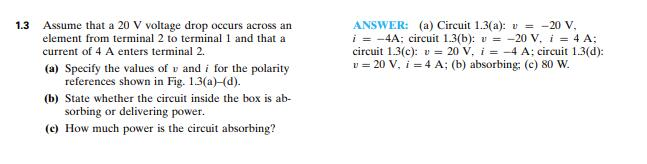 1.3 Assume that a 20 V voltage drop occurs across an
element from terminal 2 to terminal 1 and that a
current of 4 A enters terminal 2.
(a) Specify the values of v and i for the polarity
references shown in Fig. 1.3(a)–(d).
(b) State whether the circuit inside the box is ab-
sorbing or delivering power.
(c) How much power is the circuit absorbing?
ANSWER: (a) Circuit 1.3(a): v = −20 V,
i = −4A; circuit 1.3(b): v = −20 V, i = 4 A;
circuit 1.3(c): v = 20 V, i = −4 A; circuit 1.3(d):
v = 20 V, i = 4 A; (b) absorbing; (c) 80 W.